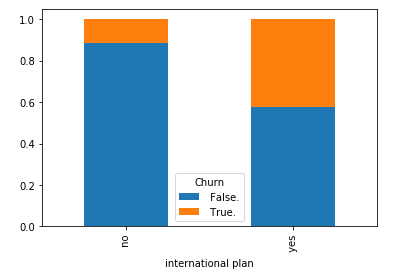 1.0
0.8
0.6
0.4
0.2
0.0
Churn
False.
True.
no
yes
international plan